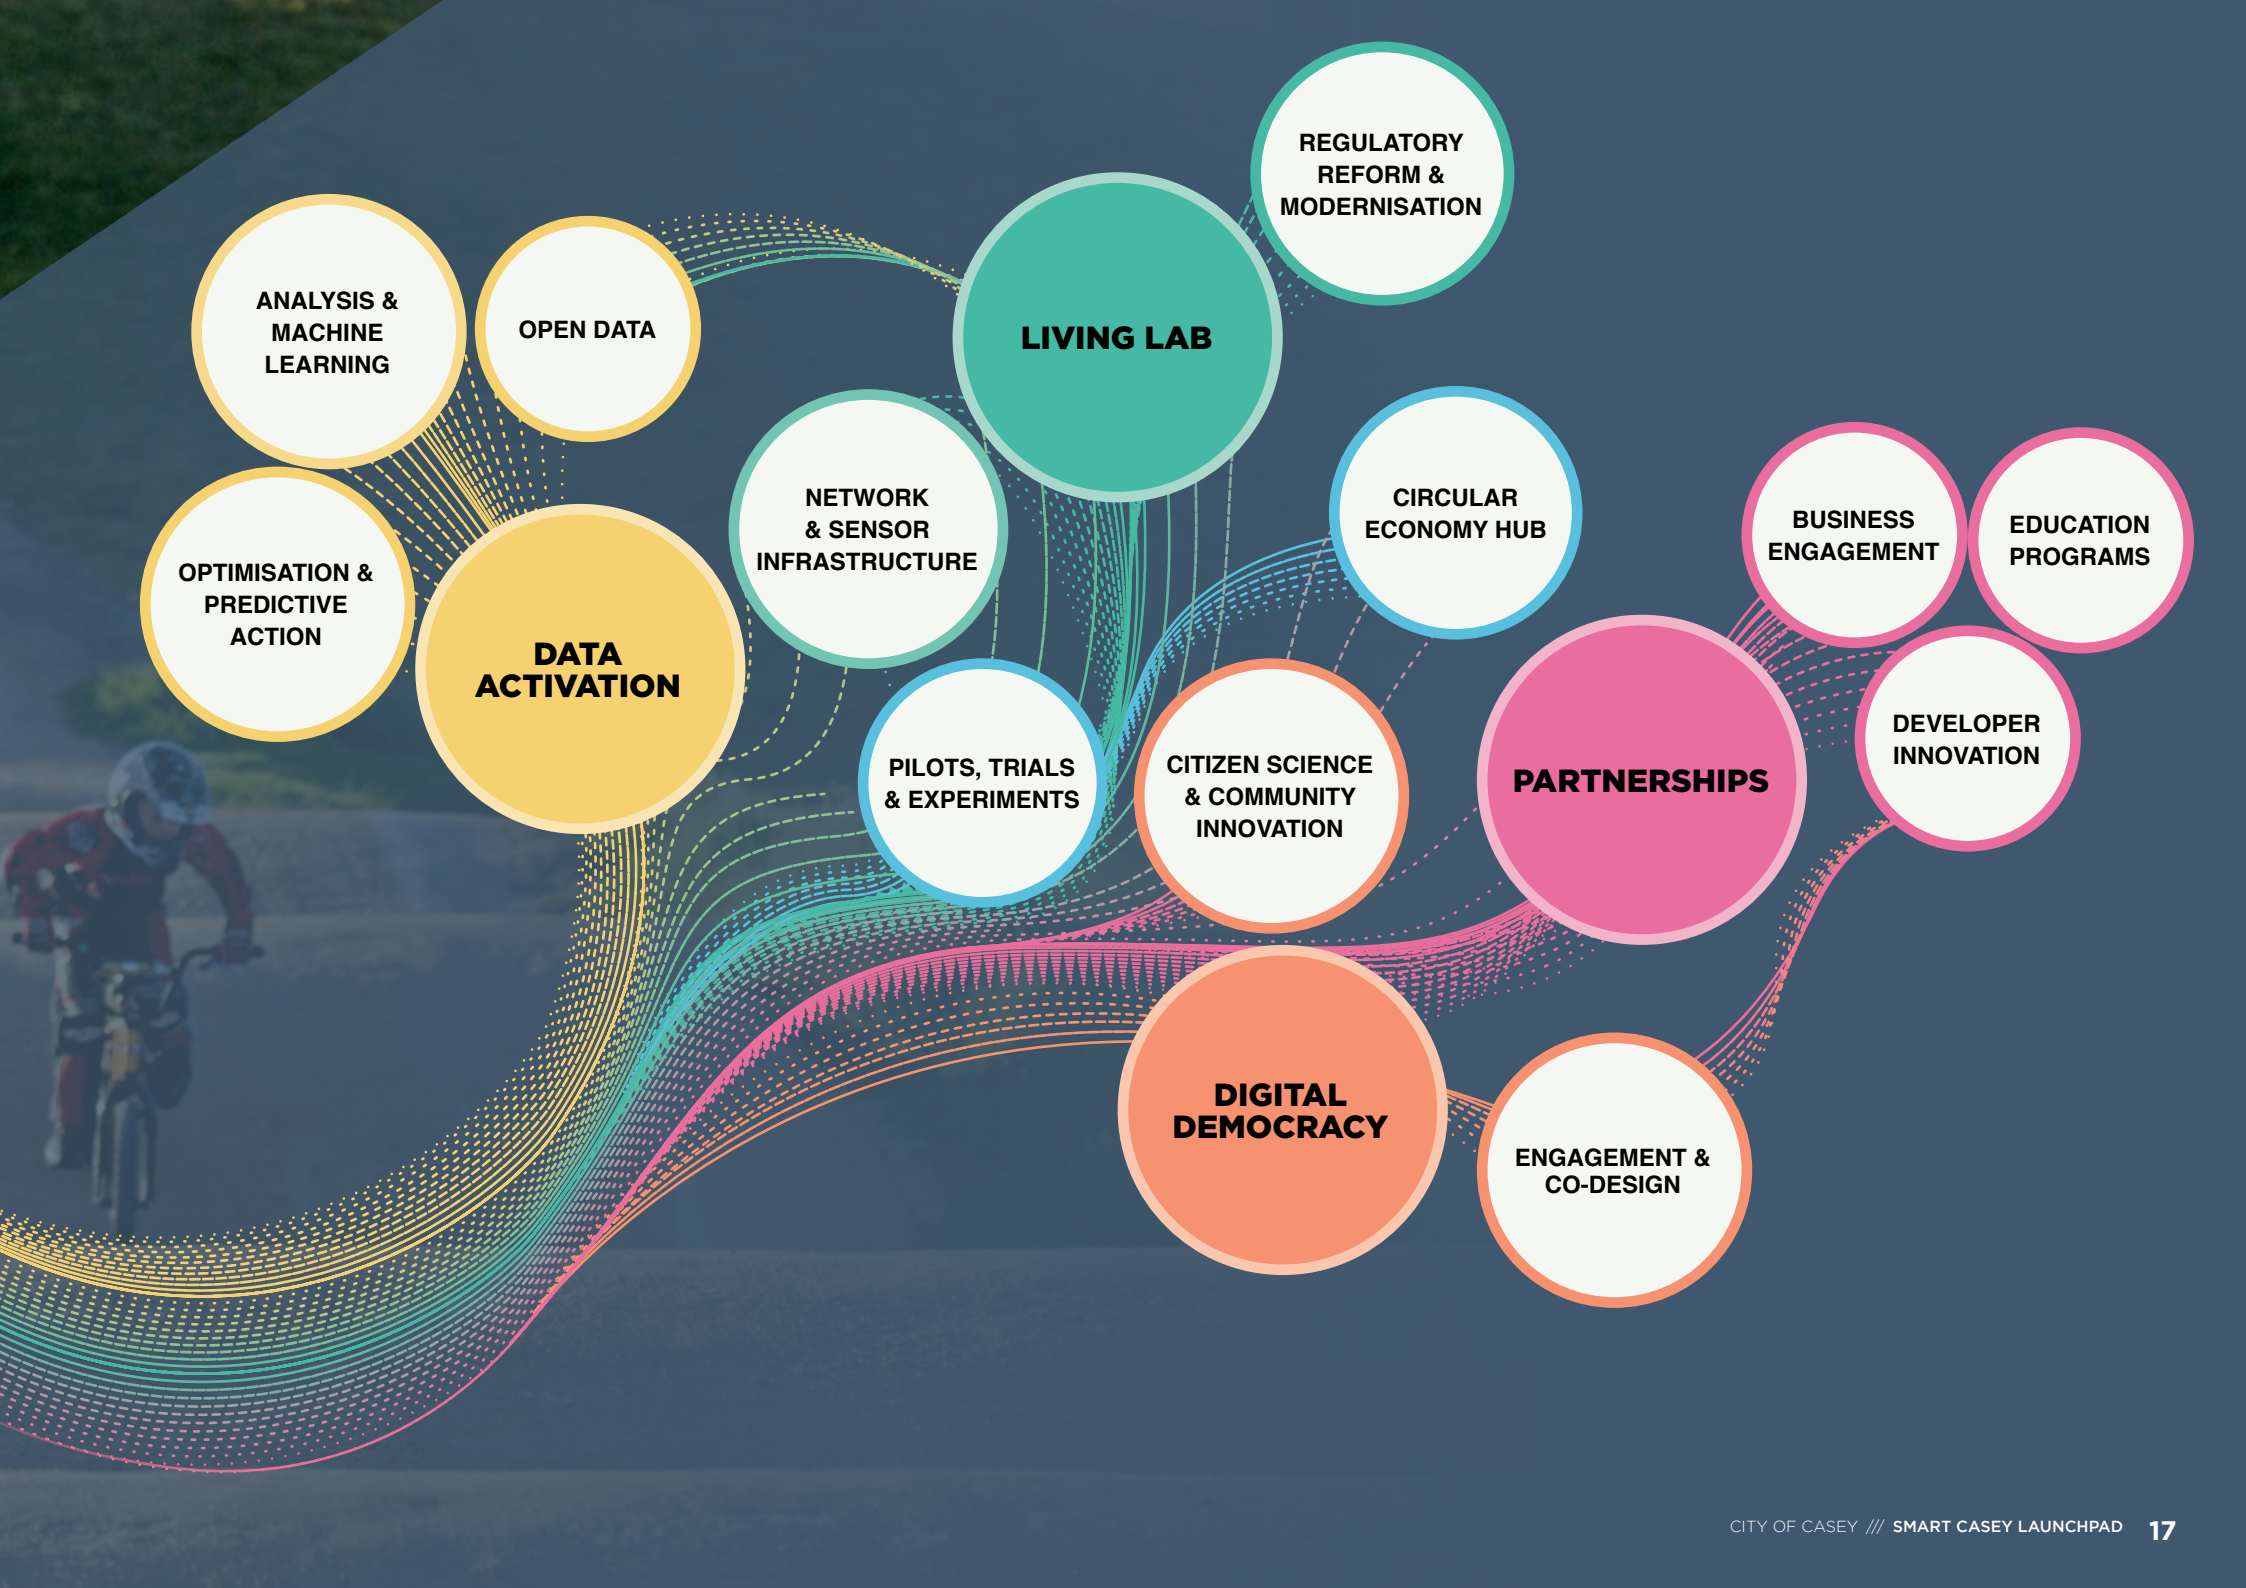 REGULATORY
REFORM &
MODERNISATION
ANALYSIS &
MACHINE
LEARNING
OPEN DATA
LIVING LAB
NETWORK
& SENSOR
INFRASTRUCTURE
CIRCULAR
ECONOMY HUB
BUSINESS
ENGAGEMENT
EDUCATION
PROGRAMS
OPTIMISATION &
PREDICTIVE
ACTION
DATA
ACTIVATION
PILOTS, TRIALS
& EXPERIMENTS
CITIZEN SCIENCE
& COMMUNITY
INNOVATION
PARTNERSHIPS
DEVELOPER
INNOVATION
DIGITAL
DEMOCRACY
ENGAGEMENT &
CO-DESIGN
CITY OF CASEY /// SMART CASEY LAUNCHPAD 17